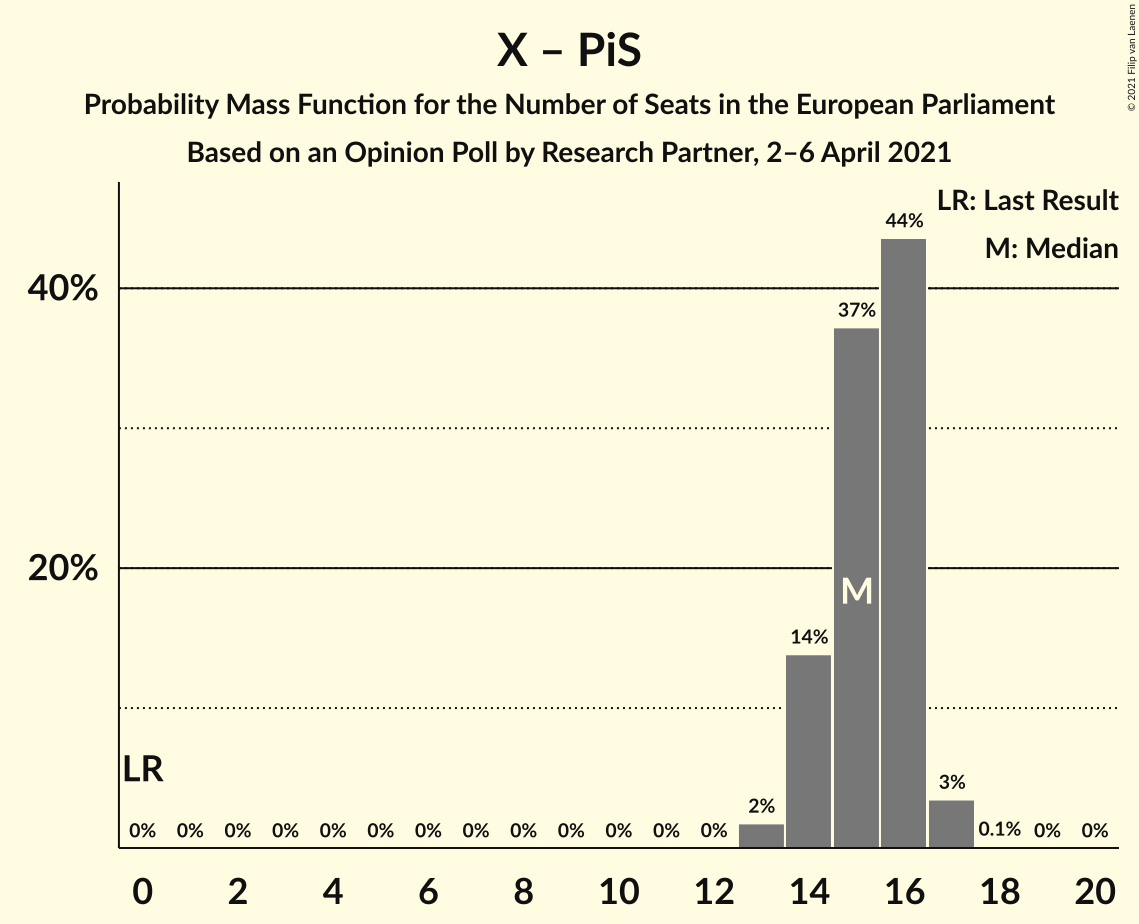 X – PiS
Probability Mass Function for the Number of Seats in the European Parliament
Based on an Opinion Poll by Research Partner, 2–6 April 2021
© 2021 Filip van Laenen
LR: Last Result
M: Median
44%
40%
37%
20%
M
14%
LR
3%
2%
0% 0% 0% 0% 0% 0% 0% 0% 0% 0% 0% 0% 0% 0.1% 0% 0%
0 2 4 6 8 10 12 14 16 18 20